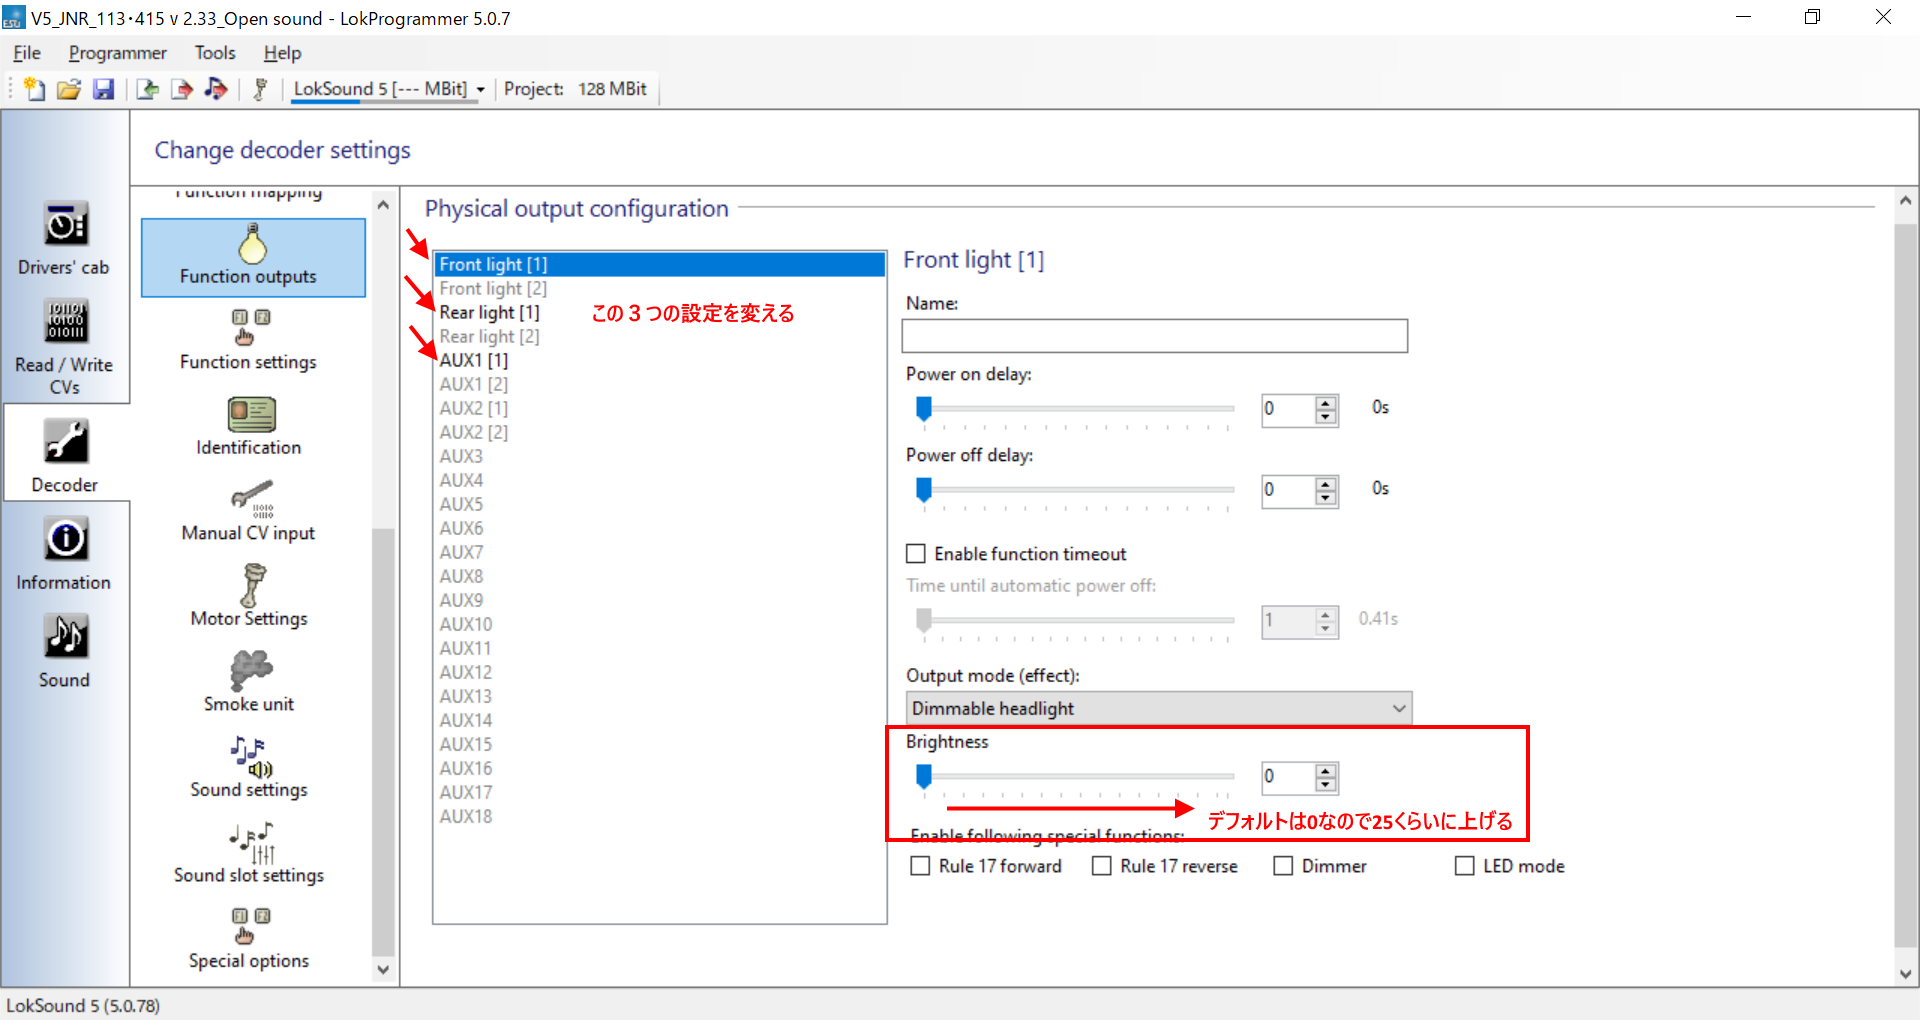 V5_JNR_113・415 v 2.33_Open sound - LokProgrammer 5.0.7
File Programmer Tools Help
LokSound 5 [--- MBit] Project: 128 MBit
Change decoder settings
Drivers' cab
Read / Write
CVs
Decoder
Information
Sound
Function mapping
Function outputs
Function settings
Identification
Manual CV input
Motor Settings
Smoke unit
Sound settings
Sound slot settings
Special options
Physical output configuration
Front light [1]
Front light [2]
Rear light [1]
Rear light [2]
AUX1 [1]
AUX1 [2]
AUX2 [1]
AUX2 [2]
AUX3
AUX4
AUX5
AUX6
AUX7
AUX8
AUX9
AUX10
AUX11
AUX12
AUX13
AUX14
AUX15
AUX16
AUX17
AUX18
この３つの設定を変える
Front light [1]
Name:
Power on delay:
0 0s
Power off delay:
0 0s
Enable function timeout
Time until automatic power off:
1 0.41s
Output mode (effect):
Dimmable headlight
Brightness
0
デフォルトは0なので25くらいに上げる
Enable following special functions:
Rule 17 forward Rule 17 reverse Dimmer LED mode
LokSound 5 (5.0.78)